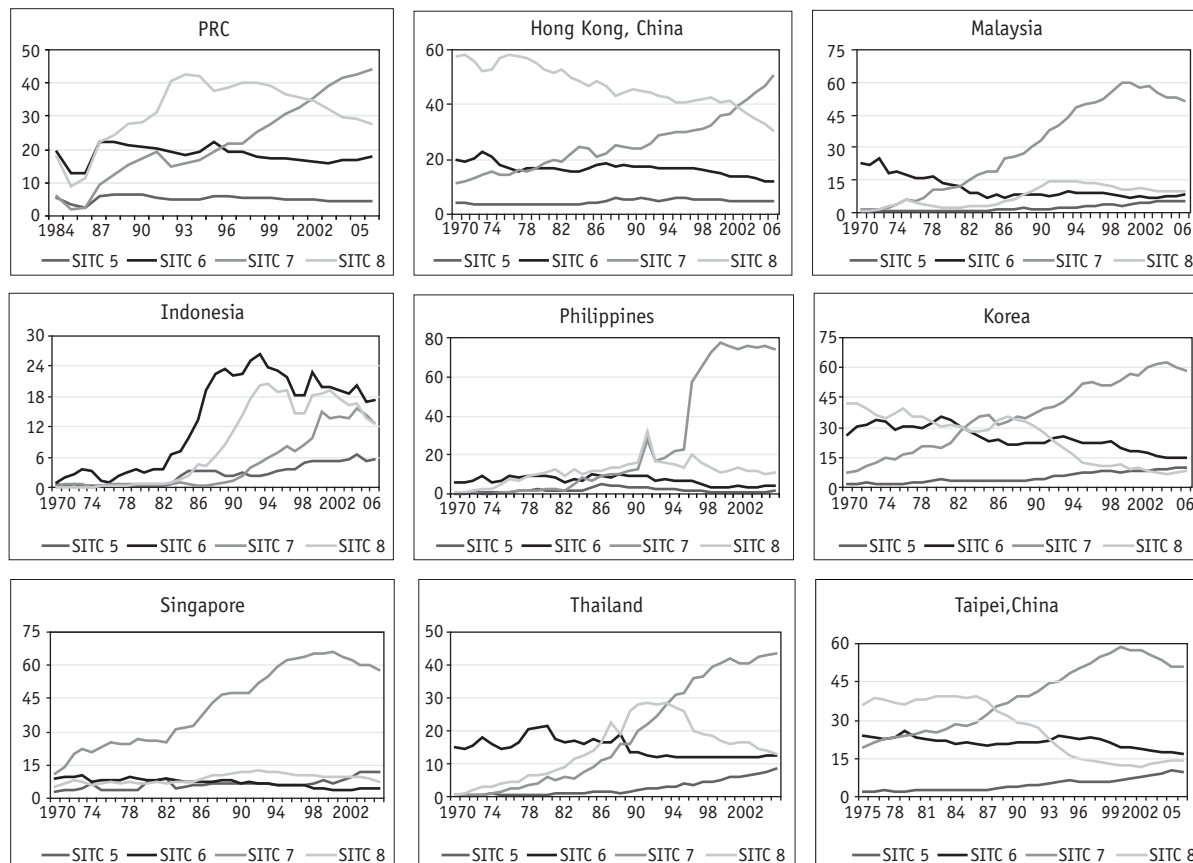 PRC
50
40
30
20
10
0
1984 87 90 93 96 99 2002 05
SITC 5 SITC 6 SITC 7 SITC 8
Hong Kong, China
60
40
20
0
1970 74 78 82 86 90 94 98 02 06
SITC 5 SITC 6 SITC 7 SITC 8
Malaysia
75
60
45
30
15
0
1970 74 78 82 86 90 94 98 02 06
SITC 5 SITC 6 SITC 7 SITC 8
Indonesia
30
24
18
12
6
0
1970 74 78 82 86 90 94 98 2002 06
SITC 5 SITC 6 SITC 7 SITC 8
Philippines
80
60
40
20
0
1970 74 78 82 86 90 94 98 2002
SITC 5 SITC 6 SITC 7 SITC 8
Korea
75
60
45
30
15
0
1970 74 78 82 86 90 94 98 2002 06
SITC 5 SITC 6 SITC 7 SITC 8
Singapore
75
60
45
30
15
0
1970 74 78 82 86 90 94 98 2002
SITC 5 SITC 6 SITC 7 SITC 8
Thailand
50
40
30
20
10
0
1970 74 78 82 86 90 94 98 2002
SITC 5 SITC 6 SITC 7 SITC 8
Taipei,China
60
45
30
15
0
1975 78 81 84 87 90 93 96 99 2002 05
SITC 5 SITC 6 SITC 7 SITC 8